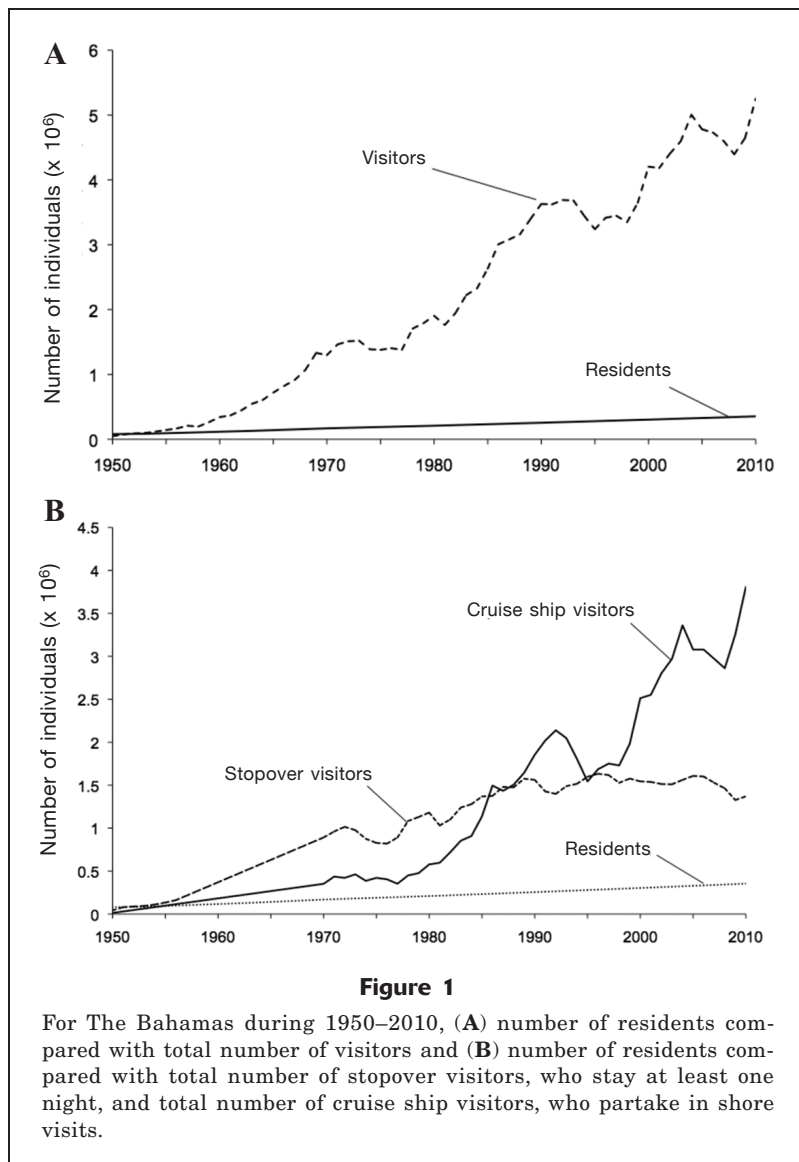 A
Number of individuals (x 10⁶)
6
5
4
3
2
1
0
Visitors
Residents
1950 1960 1970 1980 1990 2000 2010
B
Number of individuals (x 10⁶)
4.5
4
3.5
3
2.5
2
1.5
1
0.5
0
Cruise ship visitors
Stopover visitors
Residents
1950 1960 1970 1980 1990 2000 2010
Figure 1
For The Bahamas during 1950–2010, (A) number of residents com-
pared with total number of visitors and (B) number of residents com-
pared with total number of stopover visitors, who stay at least one
night, and total number of cruise ship visitors, who partake in shore
visits.